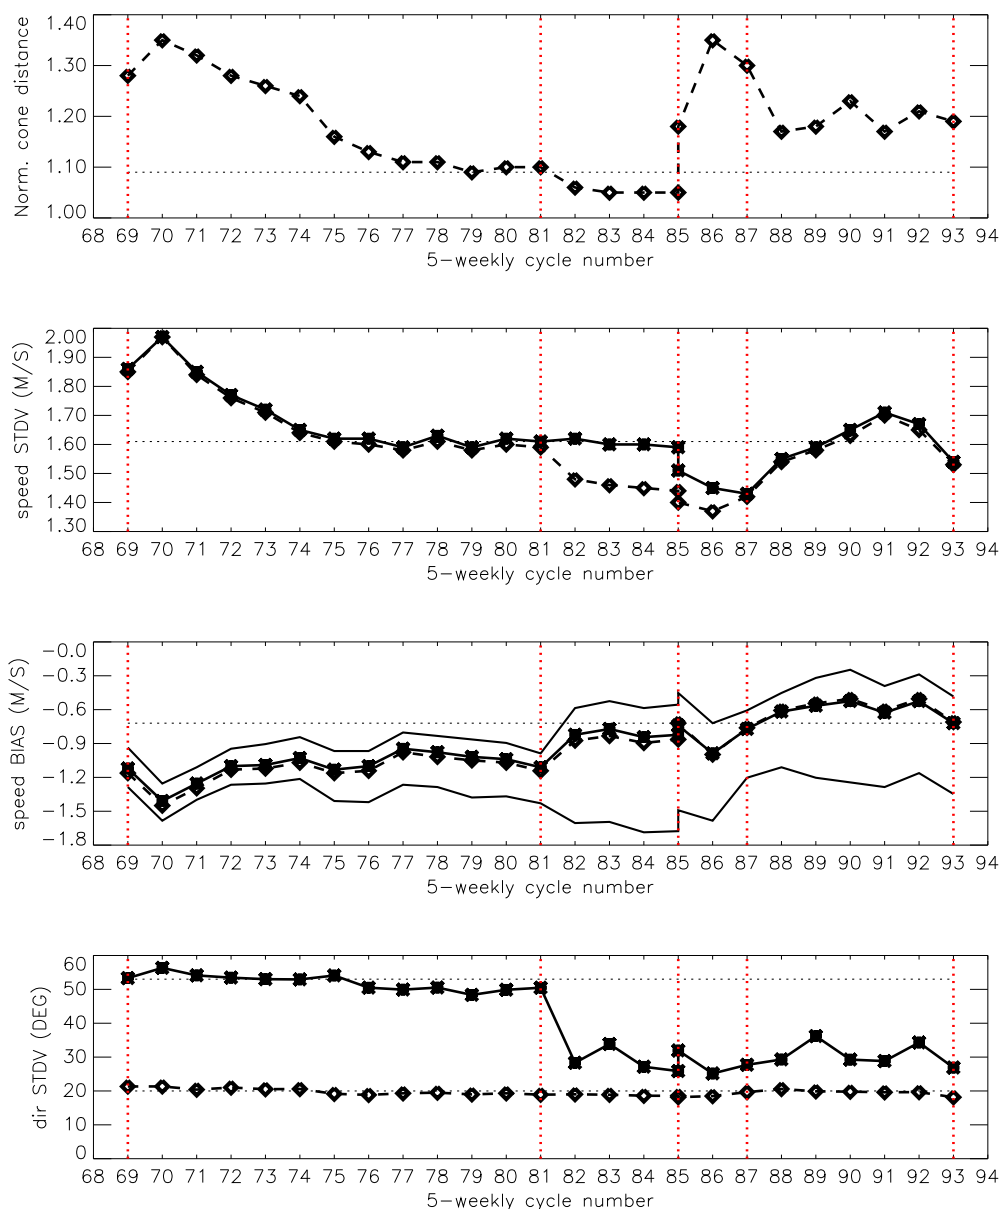 1.40
1.30
1.20
1.10
1.00
Norm. cone distance
68 69 70 71 72 73 74 75 76 77 78 79 80 81 82 83 84 85 86 87 88 89 90 91 92 93 94
5-weekly cycle number
2.00
1.90
1.80
1.70
1.60
1.50
1.40
1.30
speed STDV (M/S)
68 69 70 71 72 73 74 75 76 77 78 79 80 81 82 83 84 85 86 87 88 89 90 91 92 93 94
5-weekly cycle number
-0.0
-0.3
-0.6
-0.9
-1.2
-1.5
-1.8
speed BIAS (M/S)
68 69 70 71 72 73 74 75 76 77 78 79 80 81 82 83 84 85 86 87 88 89 90 91 92 93 94
5-weekly cycle number
60
50
40
30
20
10
0
dir STDV (DEG)
68 69 70 71 72 73 74 75 76 77 78 79 80 81 82 83 84 85 86 87 88 89 90 91 92 93 94
5-weekly cycle number